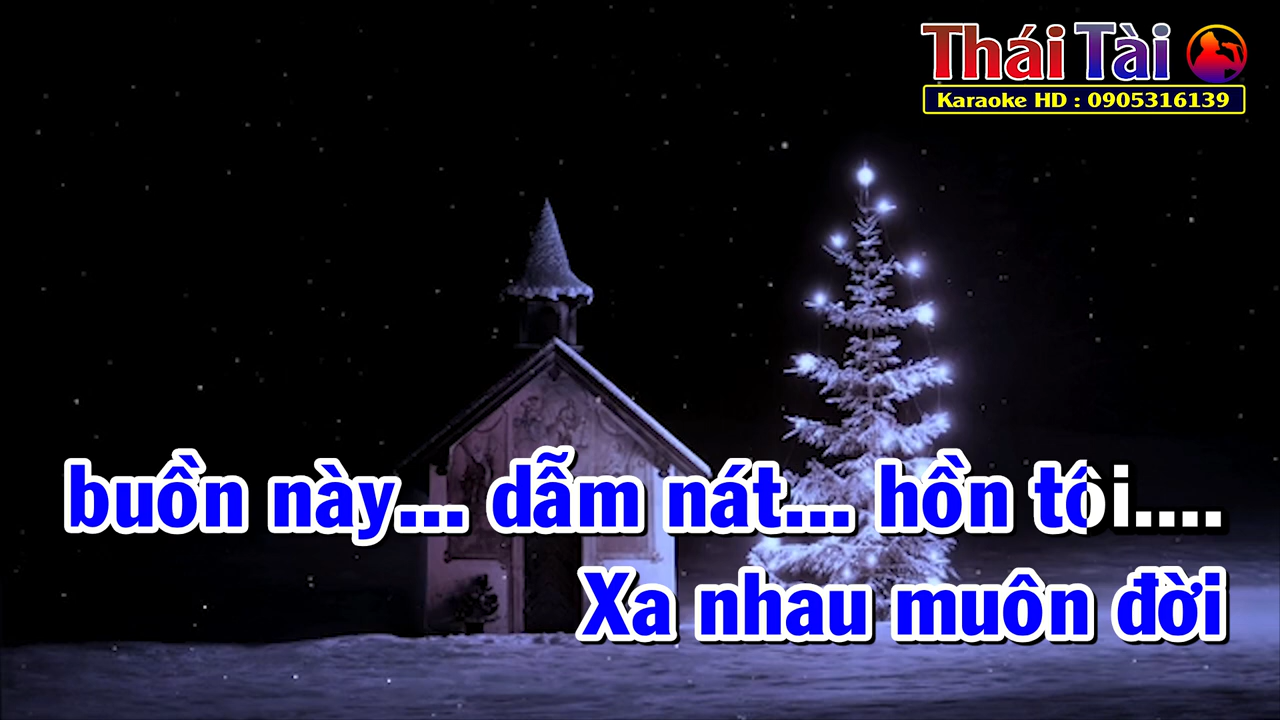 Thái Tài
Karaoke HD : 0905316139
buồn này... dẫm nát... hồn tôi....
Xa nhau muôn đời